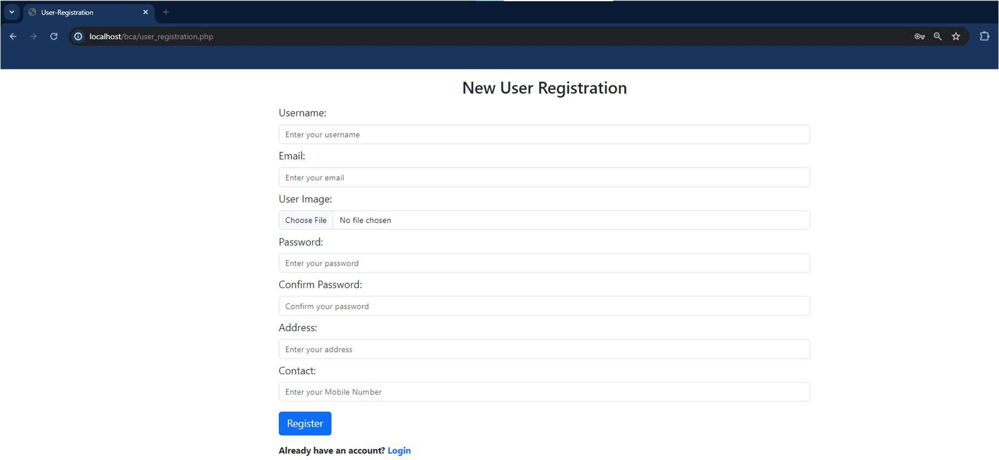 User-Registration
localhost/bca/user_registration.php
New User Registration
Username:
Enter your username
Email:
Enter your email
User Image:
Choose File No file chosen
Password:
Enter your password
Confirm Password:
Confirm your password
Address:
Enter your address
Contact:
Enter your Mobile Number
Register
Already have an account? Login